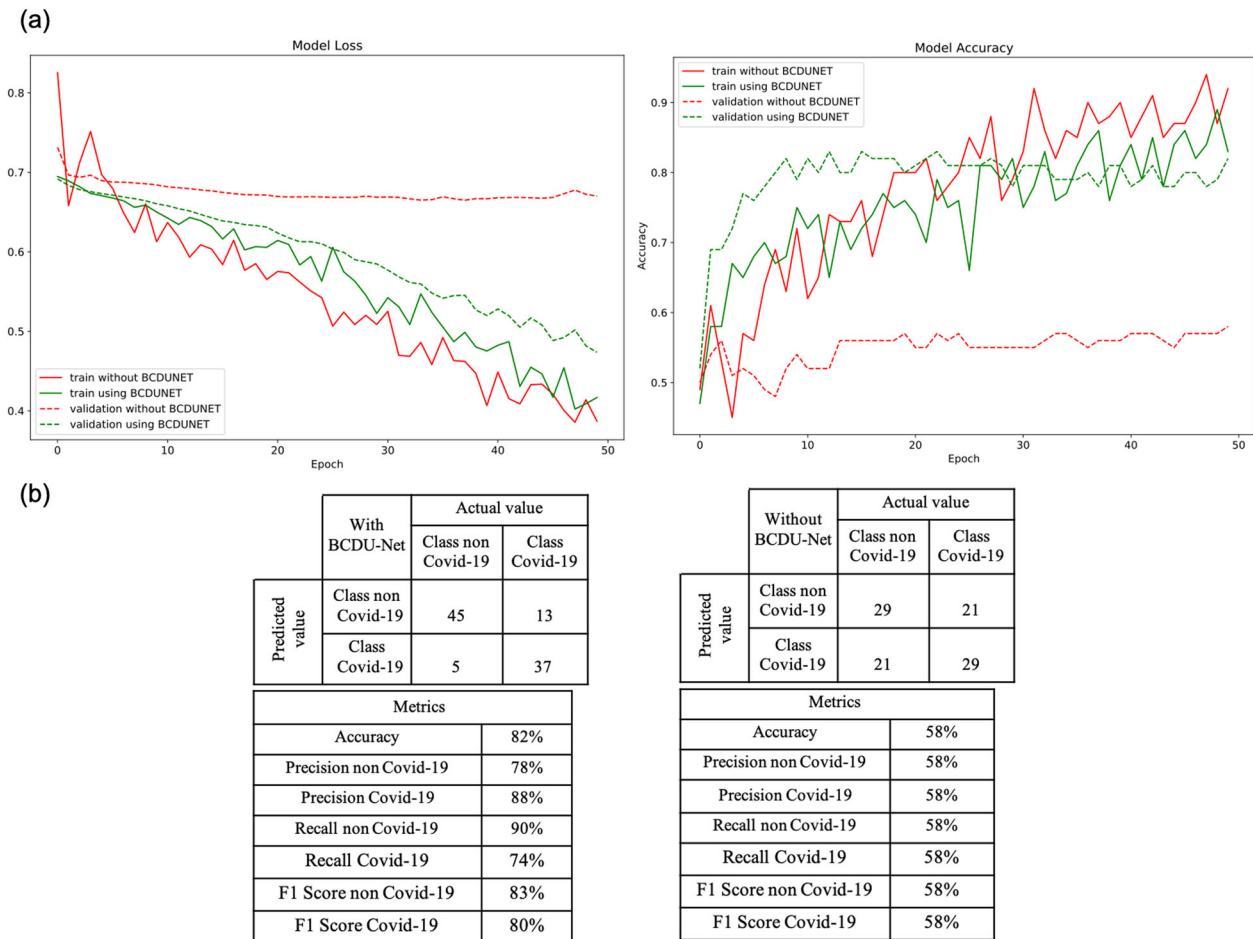 (a)
Model Loss
0.8
0.7
0.6
0.5
0.4
train without BCDUNET
train using BCDUNET
validation without BCDUNET
validation using BCDUNET
0 10 20 30 40 50
Epoch
Model Accuracy
train without BCDUNET
train using BCDUNET
validation without BCDUNET
validation using BCDUNET
Accuracy
0.9
0.8
0.7
0.6
0.5
0 10 20 30 40 50
Epoch
(b)
With
BCDU-Net
Actual value
Class non
Covid-19
Class
Covid-19
Predicted
value
Class non
Covid-19
45 13
Class
Covid-19
5 37
Metrics
Accuracy 82%
Precision non Covid-19 78%
Precision Covid-19 88%
Recall non Covid-19 90%
Recall Covid-19 74%
F1 Score non Covid-19 83%
F1 Score Covid-19 80%
Without
BCDU-Net
Actual value
Class non
Covid-19
Class
Covid-19
Predicted
value
Class non
Covid-19
29 21
Class
Covid-19
21 29
Metrics
Accuracy 58%
Precision non Covid-19 58%
Precision Covid-19 58%
Recall non Covid-19 58%
Recall Covid-19 58%
F1 Score non Covid-19 58%
F1 Score Covid-19 58%